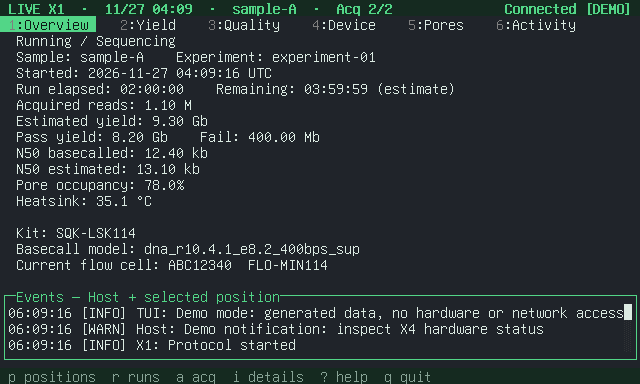 LIVE X1 · 11/27 04:09 · sample-A · Acq 2/2 Connected [DEMO]
1:Overview 2:Yield 3:Quality 4:Device 5:Pores 6:Activity
Running / Sequencing
Sample: sample-A Experiment: experiment-01
Started: 2026-11-27 04:09:16 UTC
Run elapsed: 02:00:00 Remaining: 03:59:59 (estimate)
Acquired reads: 1.10 M
Estimated yield: 9.30 Gb
Pass yield: 8.20 Gb Fail: 400.00 Mb
N50 basecalled: 12.40 kb
N50 estimated: 13.10 kb
Pore occupancy: 78.0%
Heatsink: 35.1 °C
Kit: SQK-LSK114
Basecall model: dna_r10.4.1_e8.2_400bps_sup
Current flow cell: ABC12340 FLO-MIN114
Events — Host + selected position
06:09:16 [INFO] TUI: Demo mode: generated data, no hardware or network access
06:09:16 [WARN] Host: Demo notification: inspect X4 hardware status
06:09:16 [INFO] X1: Protocol started
p positions r runs a acq i details ? help q quit